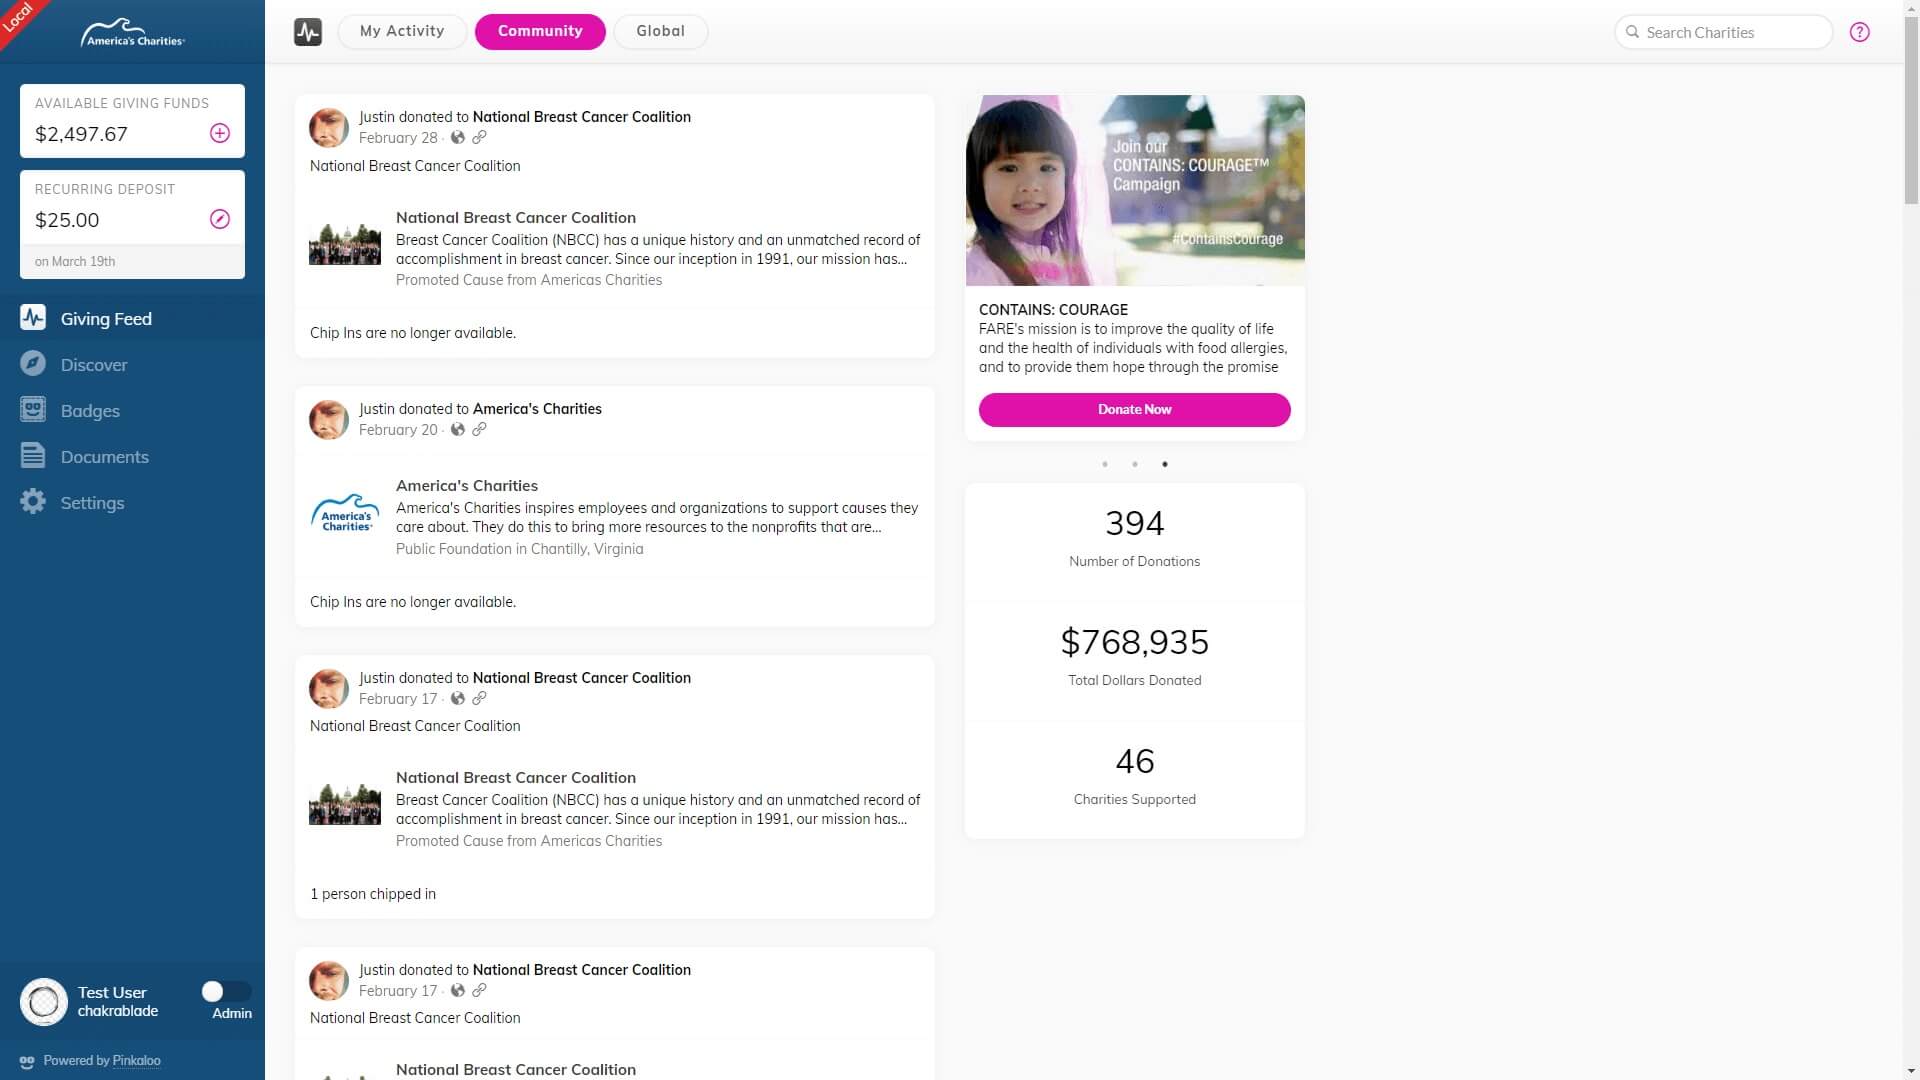 Local
America's Charities
AVAILABLE GIVING FUNDS
$2,497.67
RECURRING DEPOSIT
$25.00
on March 19th
Giving Feed
Discover
Badges
Documents
Settings
Test User
chakrablade
Admin
Powered by Pinkaloo
My Activity
Community
Global
Search Charities
?
Justin donated to National Breast Cancer Coalition
February 28 ·
National Breast Cancer Coalition
National Breast Cancer Coalition
Breast Cancer Coalition (NBCC) has a unique history and an unmatched record of
accomplishment in breast cancer. Since our inception in 1991, our mission has...
Promoted Cause from Americas Charities
Chip Ins are no longer available.
Justin donated to America's Charities
February 20 ·
America's
Charities
America's Charities
America's Charities inspires employees and organizations to support causes they
care about. They do this to bring more resources to the nonprofits that are...
Public Foundation in Chantilly, Virginia
Chip Ins are no longer available.
Justin donated to National Breast Cancer Coalition
February 17 ·
National Breast Cancer Coalition
National Breast Cancer Coalition
Breast Cancer Coalition (NBCC) has a unique history and an unmatched record of
accomplishment in breast cancer. Since our inception in 1991, our mission has...
Promoted Cause from Americas Charities
1 person chipped in
Justin donated to National Breast Cancer Coalition
February 17 ·
National Breast Cancer Coalition
National Breast Cancer Coalition
Join our
CONTAINS: COURAGE™
Campaign
#ContainsCourage
CONTAINS: COURAGE
FARE's mission is to improve the quality of life
and the health of individuals with food allergies,
and to provide them hope through the promise
Donate Now
394
Number of Donations
$768,935
Total Dollars Donated
46
Charities Supported